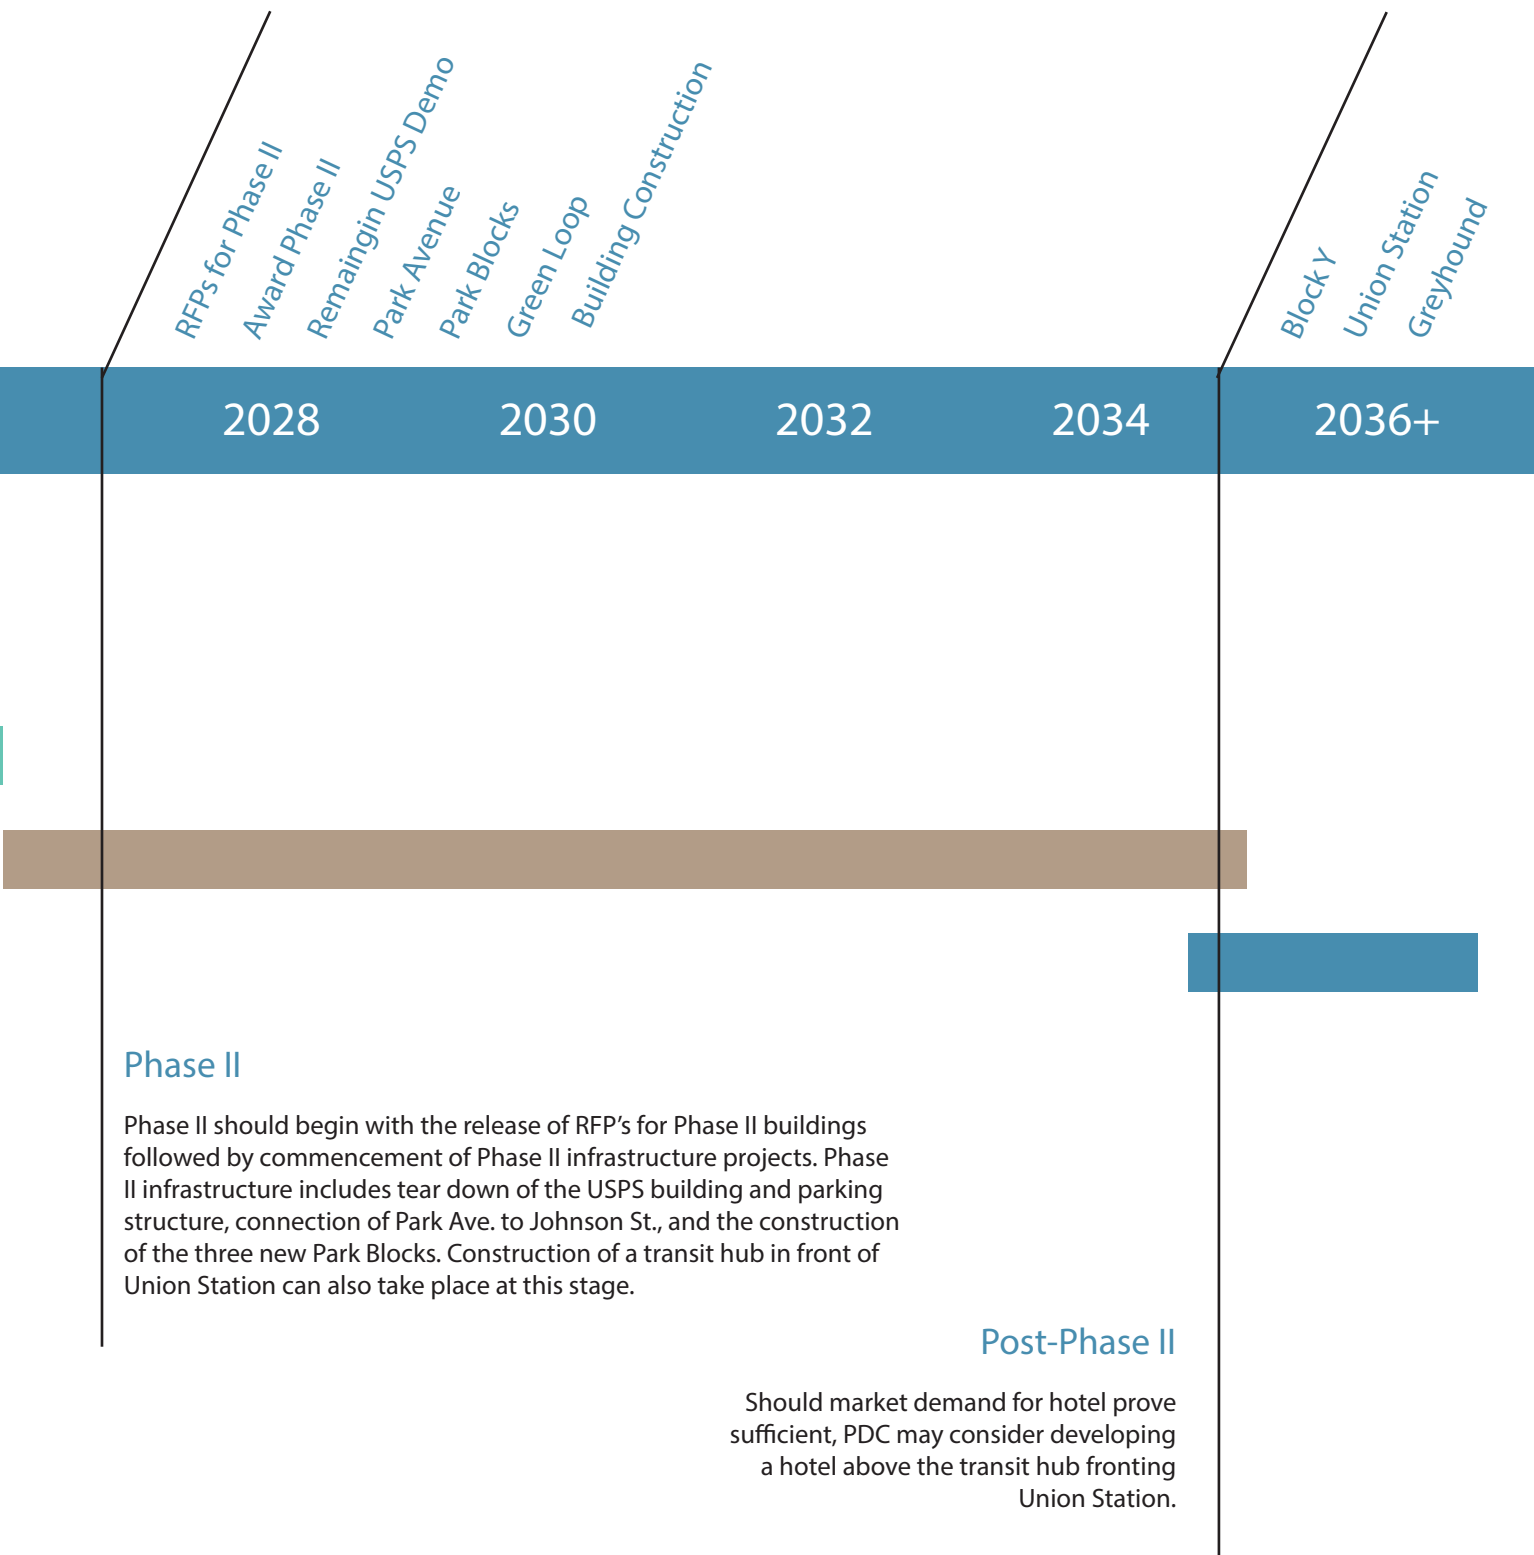 RFPs for Phase II
Award Phase II
Remaingin USPS Demo
Park Avenue
Park Blocks
Green Loop
Building Construction
Block Y
Union Station
Greyhound
2028
2030
2032
2034
2036+
Phase II
Phase II should begin with the release of RFP’s for Phase II buildings
followed by commencement of Phase II infrastructure projects. Phase
II infrastructure includes tear down of the USPS building and parking
structure, connection of Park Ave. to Johnson St., and the construction
of the three new Park Blocks. Construction of a transit hub in front of
Union Station can also take place at this stage.
Post-Phase II
Should market demand for hotel prove
sufficient, PDC may consider developing
a hotel above the transit hub fronting
Union Station.